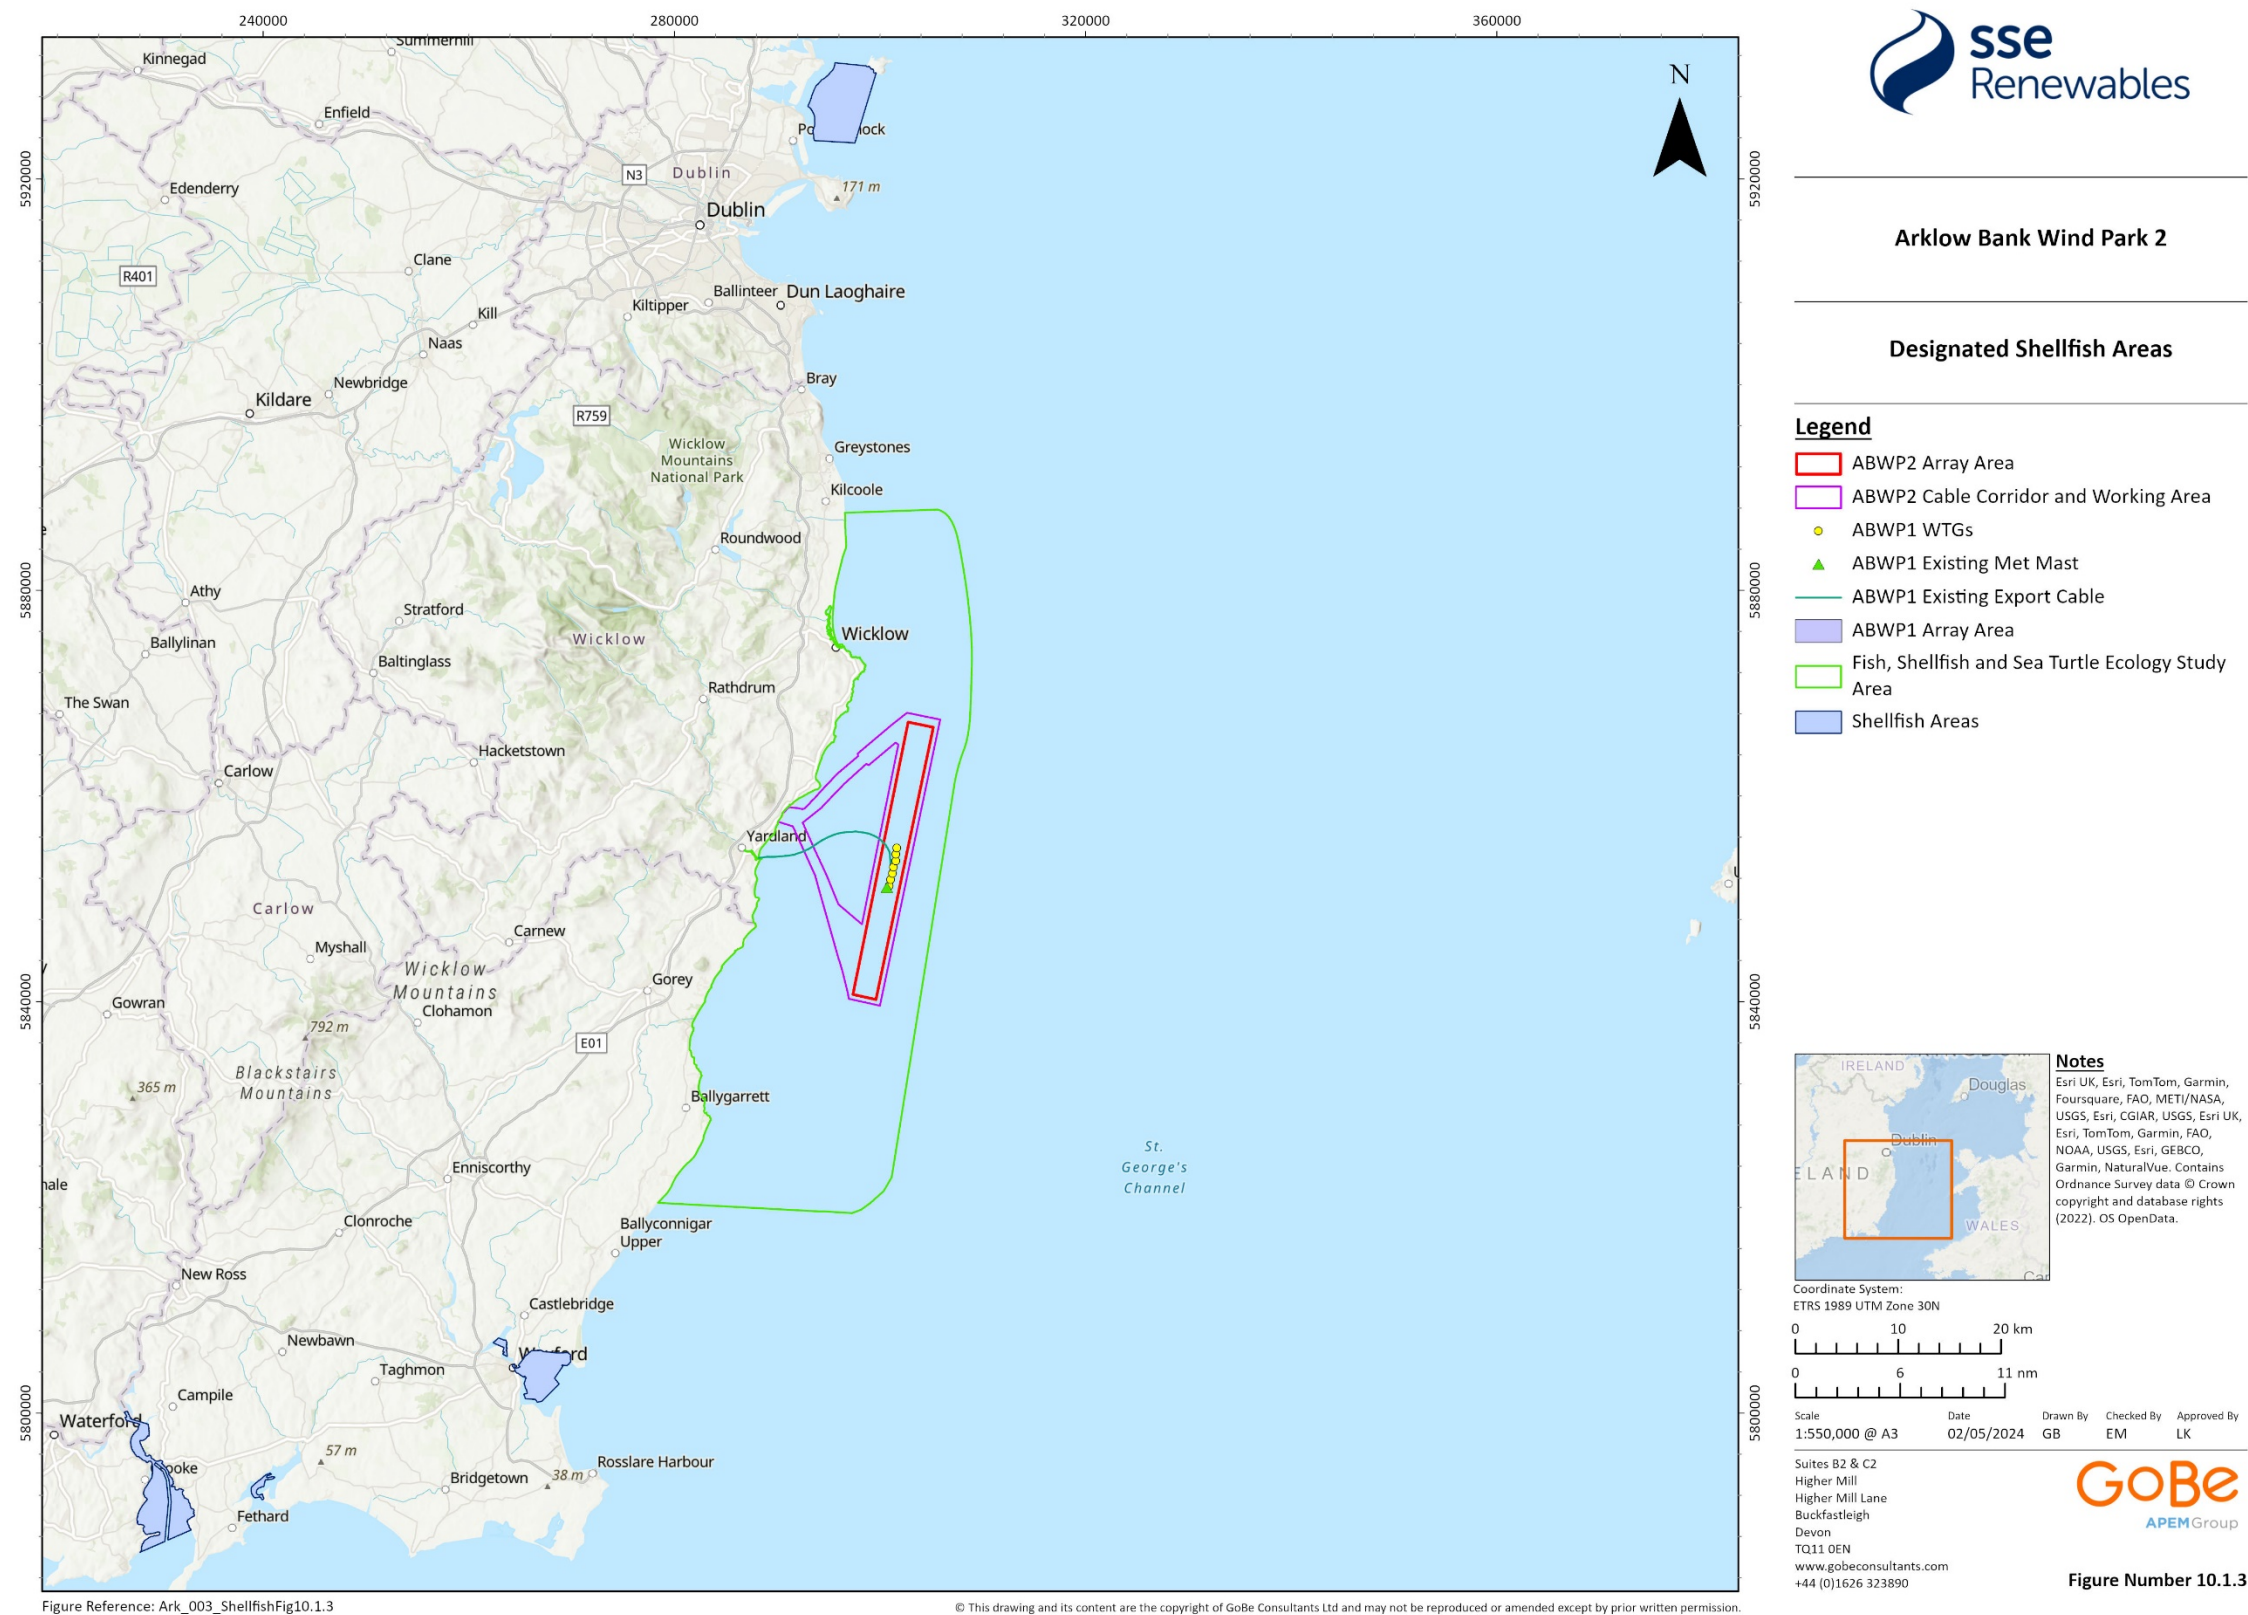 240000
280000
320000
360000
5920000
5880000
5840000
5800000
5920000
5880000
5840000
5800000
Summerhill
Kinnegad
Enfield
Edenderry
N3
Dublin
171 m
Dublin
R401
Clane
Kill
Naas
Kiltipper
Ballinteer
Dun Laoghaire
Newbridge
Kildare
Bray
R759
Wicklow
Mountains
National Park
Greystones
Kilcoole
Roundwood
Athy
Stratford
Ballylinan
Wicklow
Wicklow
Baltinglass
Rathdrum
The Swan
Hacketstown
Carlow
Yardland
Carlow
Carnew
Myshall
Wicklow
Mountains
Gorey
Gowran
Clohamon
792 m
E01
Blackstairs
Mountains
365 m
Ballygarrett
St.
George's
Channel
Enniscorthy
Clonroche
Ballyconnigar
Upper
New Ross
Castlebridge
Newbawn
Taghmon
Campile
Waterford
57 m
Bridgetown
38 m
Rosslare Harbour
Fethard
N
sse
Renewables
Arklow Bank Wind Park 2
Designated Shellfish Areas
Legend
ABWP2 Array Area
ABWP2 Cable Corridor and Working Area
ABWP1 WTGs
ABWP1 Existing Met Mast
ABWP1 Existing Export Cable
ABWP1 Array Area
Fish, Shellfish and Sea Turtle Ecology Study
Area
Shellfish Areas
IRELAND
Douglas
Dublin
ELAND
WALES
Notes
Esri UK, Esri, TomTom, Garmin,
Foursquare, FAO, METI/NASA,
USGS, Esri, CGIAR, USGS, Esri UK,
Esri, TomTom, Garmin, FAO,
NOAA, USGS, Esri, GEBCO,
Garmin, NaturalVue. Contains
Ordnance Survey data © Crown
copyright and database rights
(2022). OS OpenData.
Coordinate System:
ETRS 1989 UTM Zone 30N
0 10 20 km
0 6 11 nm
Scale Date Drawn By Checked By Approved By
1:550,000 @ A3 02/05/2024 GB EM LK
Suites B2 & C2
Higher Mill
Higher Mill Lane
Buckfastleigh
Devon
TQ11 0EN
www.gobeconsultants.com
+44 (0)1626 323890
GoBe
APEMGroup
Figure Number 10.1.3
Figure Reference: Ark_003_ShellfishFig10.1.3
© This drawing and its content are the copyright of GoBe Consultants Ltd and may not be reproduced or amended except by prior written permission.